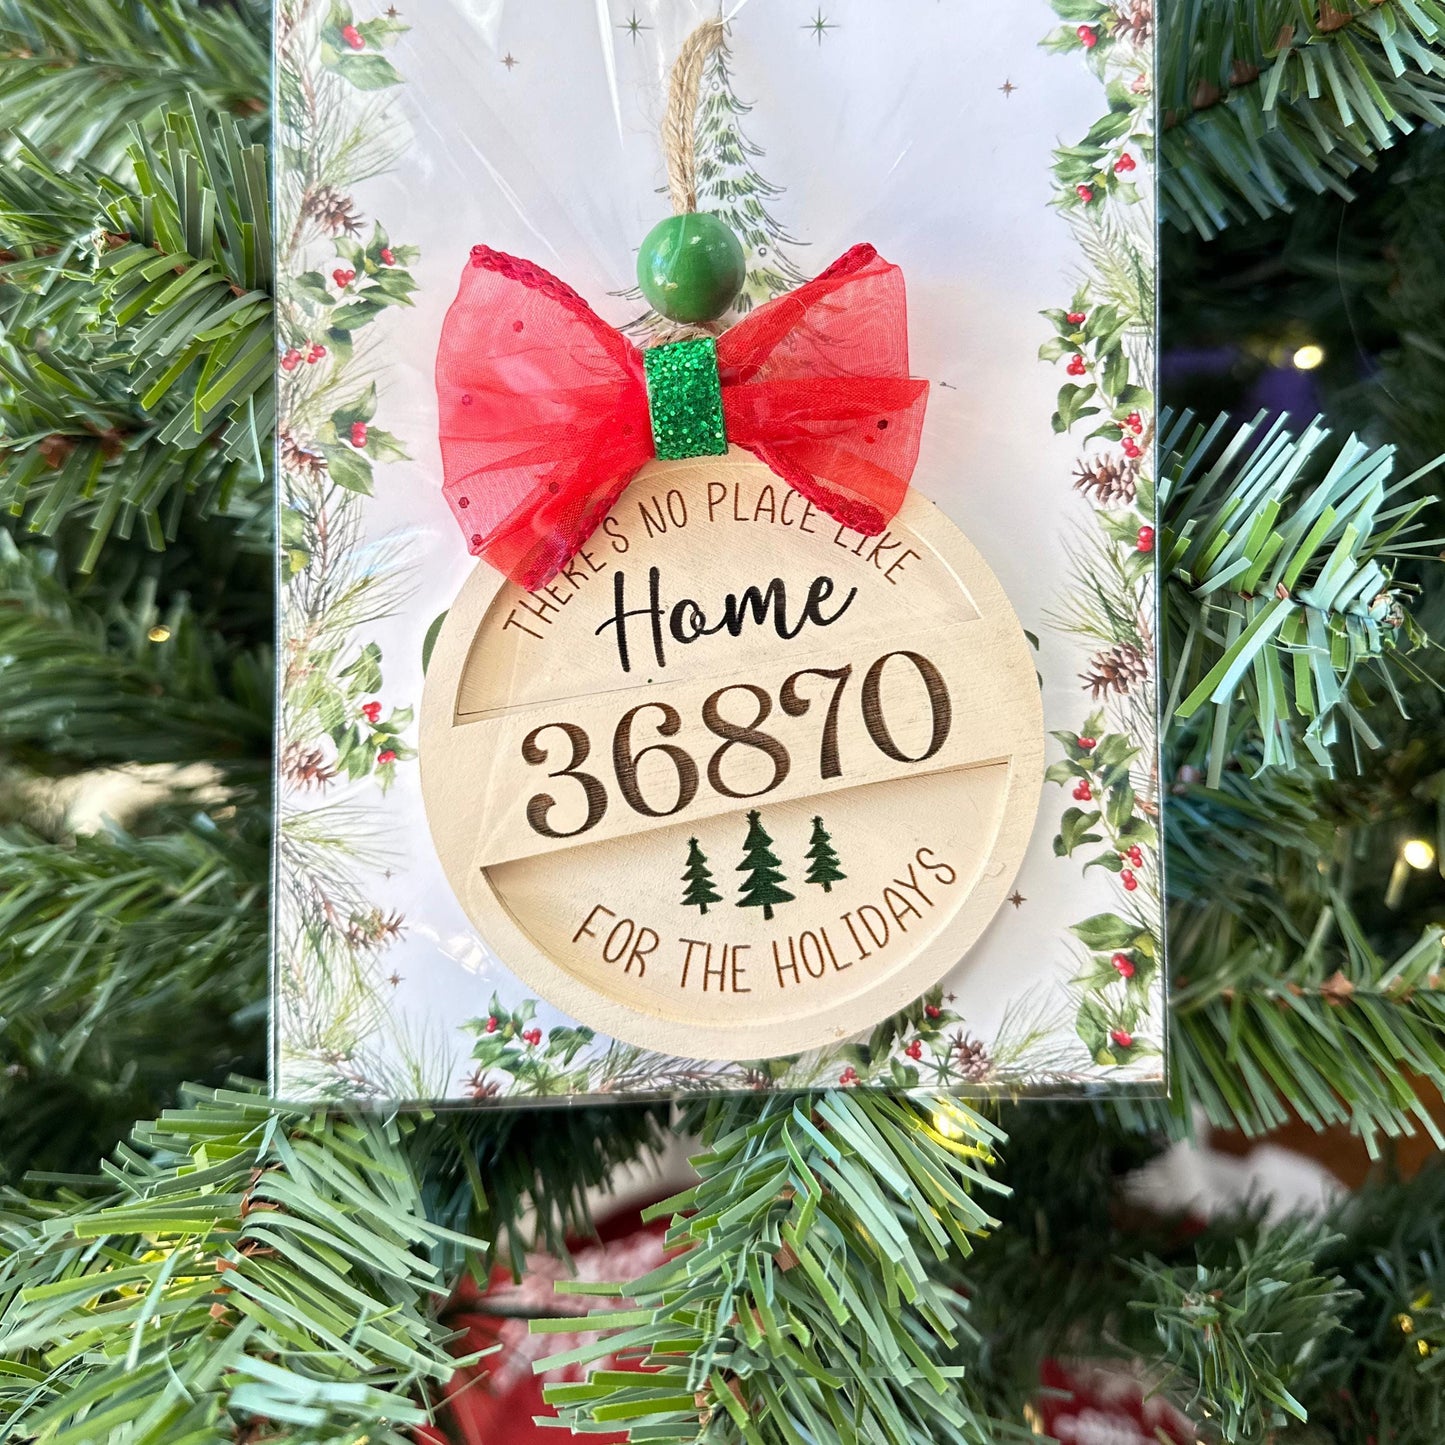 THERE'S NO PLACE LIKE
Home
36870
FOR THE HOLIDAYS